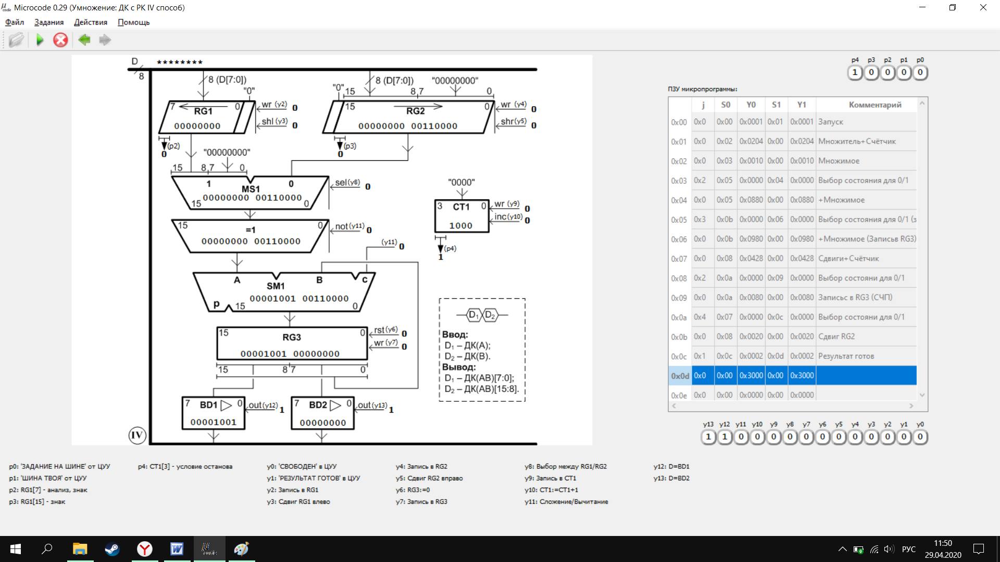 Microcode 0.29 (Умножение: ДК с РК IV способ)
Файл Задания Действия Помощь
D ********
8
8 (D[7:0])
"0"
7 RG1 0
00000000
wr (y2) 0
shl(y3) 0
(p2)
0
8 (D[7:0]) "00000000"
"0" 15 8,7 0
15 RG2 0
00000000 00110000
wr (y4) 0
shr(y5) 0
(p3)
0
"00000000"
15 8,7 0
1 MS1 0
00000000 00110000
15 0
sel(y8) 0
15 =1 0
00000000 00110000
not(y11) 0
(y11) 0
"0000"
3 CT1 0
1000
wr (y9) 0
inc(y10) 0
(p4)
1
A B c
SM1
00001001 00110000
p 15 0
15 RG3 0
00001001 00000000
rst(y6) 0
wr(y7) 0
15 8 7 0
7 BD1 0
00001001
out(y12) 1
7 BD2 0
00000000
out(y13) 1
D₁ D₂
Ввод:
D₁ – ДК(A);
D₂ – ДК(B).
Вывод:
D₁ – ДК(AB)[7:0];
D₂ – ДК(AB)[15:8].
IV
p4 p3 p2 p1 p0
1 0 0 0 0
ПЗУ микропрограммы:
j S0 Y0 S1 Y1 Комментарий
0x00 0x0 0x00 0x0001 0x01 0x0001 Запуск
0x01 0x0 0x02 0x0204 0x00 0x0204 Множитель+Счётчик
0x02 0x0 0x03 0x0010 0x00 0x0010 Множимое
0x03 0x2 0x05 0x0000 0x04 0x0000 Выбор состояния для 0/1
0x04 0x0 0x05 0x0880 0x00 0x0880 +Множимое
0x05 0x3 0x0b 0x0000 0x06 0x0000 Выбор состояния для 0/1 (з
0x06 0x0 0x0b 0x0980 0x00 0x0980 +Множимое (Записьв RG3)
0x07 0x0 0x08 0x0428 0x00 0x0428 Сдвиги+Счётчик
0x08 0x2 0x0a 0x0000 0x09 0x0000 Выбор состояни для 0/1
0x09 0x0 0x0a 0x0080 0x00 0x0080 Записьс в RG3 (СЧП)
0x0a 0x4 0x07 0x0000 0x0c 0x0000 Выбор состояни для 0/1
0x0b 0x0 0x08 0x0020 0x00 0x0020 Сдвиг RG2
0x0c 0x1 0x0c 0x0002 0x0d 0x0002 Результат готов
0x0d 0x0 0x00 0x3000 0x00 0x3000
0x0e 0x0 0x00 0x0000 0x00 0x0000
y13 y12 y11 y10 y9 y8 y7 y6 y5 y4 y3 y2 y1 y0
1 1 0 0 0 0 0 0 0 0 0 0 0 0
p0: 'ЗАДАНИЕ НА ШИНЕ' от ЦУУ
p1: 'ШИНА ТВОЯ' от ЦУУ
p2: RG1[7] - анализ, знак
p3: RG1[15] - знак
p4: CT1[3] - условие останова
y0: 'СВОБОДЕН' в ЦУУ
y1: 'РЕЗУЛЬТАТ ГОТОВ' в ЦУУ
y2: Запись в RG1
y3: Сдвиг RG1 влево
y4: Запись в RG2
y5: Сдвиг RG2 вправо
y6: RG3:=0
y7: Запись в RG3
y8: Выбор между RG1/RG2
y9: Запись в CT1
y10: CT1:=CT1+1
y11: Сложение/Вычитание
y12: D=BD1
y13: D=BD2
РУС
11:50
29.04.2020